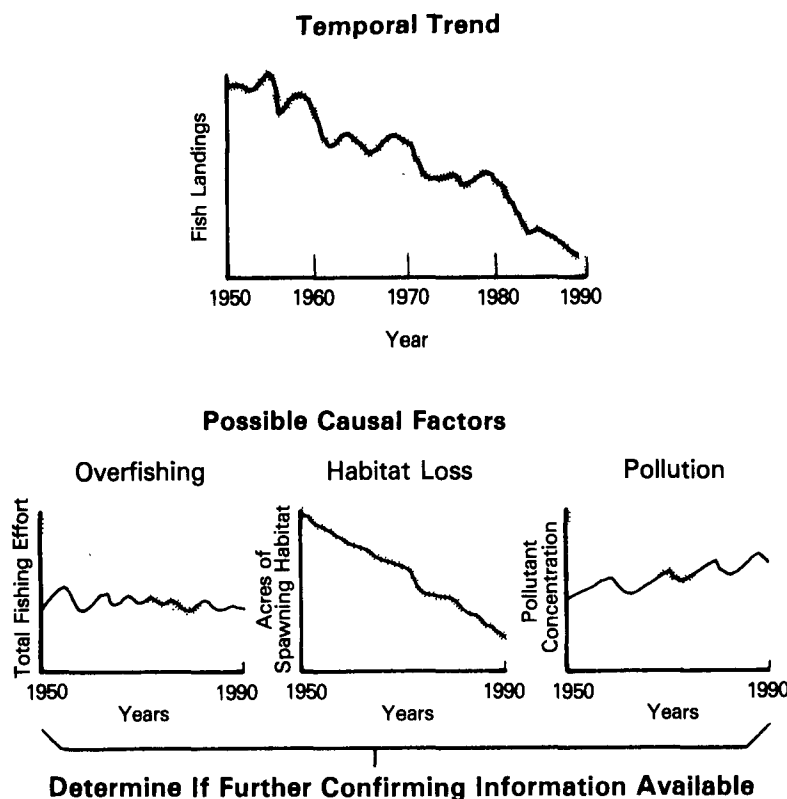 Temporal Trend
Fish Landings
1950 1960 1970 1980 1990
Year
Possible Causal Factors
Overfishing
Total Fishing Effort
1950 1990
Years
Habitat Loss
Acres of
Spawning Habitat
1950 1990
Years
Pollution
Pollutant
Concentration
1950 1990
Years
Determine If Further Confirming Information Available